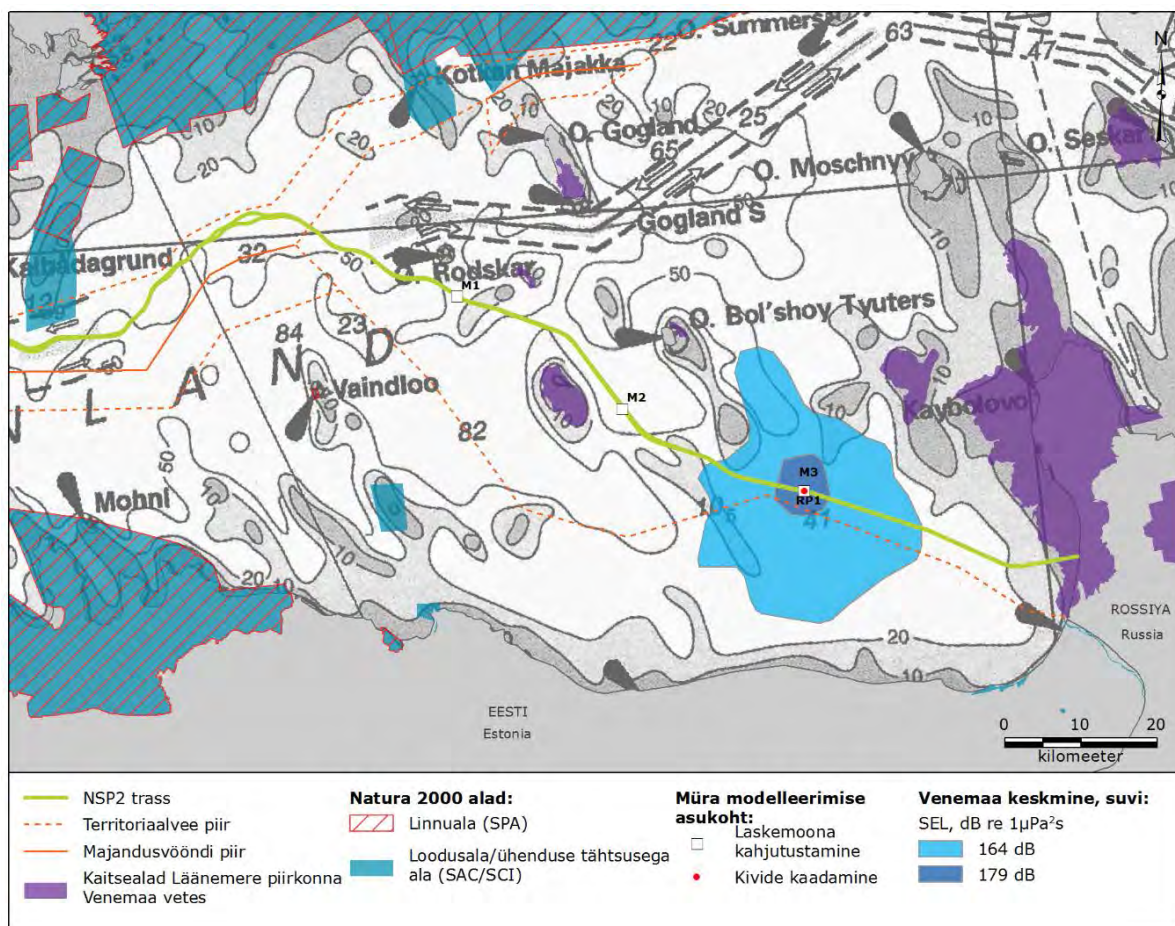 O. Summersa
Kotkan Majakka
22
63
47
N
20
10
O. Gogland
25
65
O. Seskar
O. Moschnyy
Gogland S
Kalbadagrund
32
50
O. Rodskar
M1
50
O. Bol'shoy Tyuters
84
23
N
D
Vaindloo
A
L
82
M2
Kaybolovo
M3
RP1
41
Mohni
20
10
20
10
ROSSIYA
Russia
EESTI
Estonia
0 10 20
kilomeeter
NSP2 trass
Territoriaalvee piir
Majandusvööndi piir
Kaitsealad Läänemere piirkonna
Venemaa vetes
Natura 2000 alad:
Linnuala (SPA)
Loodusala/ühenduse tähtsusega
ala (SAC/SCI)
Müra modelleerimise
asukoht:
Laskemoona
kahjutustamine
Kivide kaadamine
Venemaa keskmine, suvi:
SEL, dB re 1µPa²s
164 dB
179 dB